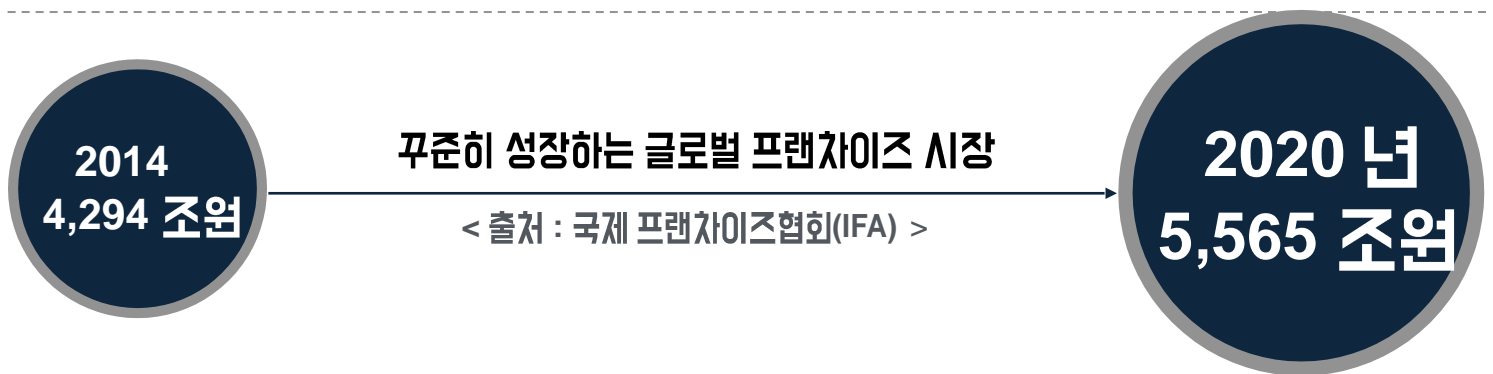 2014
4,294 조원
꾸준히 성장하는 글로벌 프랜차이즈 시장
< 출처 : 국제 프랜차이즈협회(IFA) >
2020 년
5,565 조원